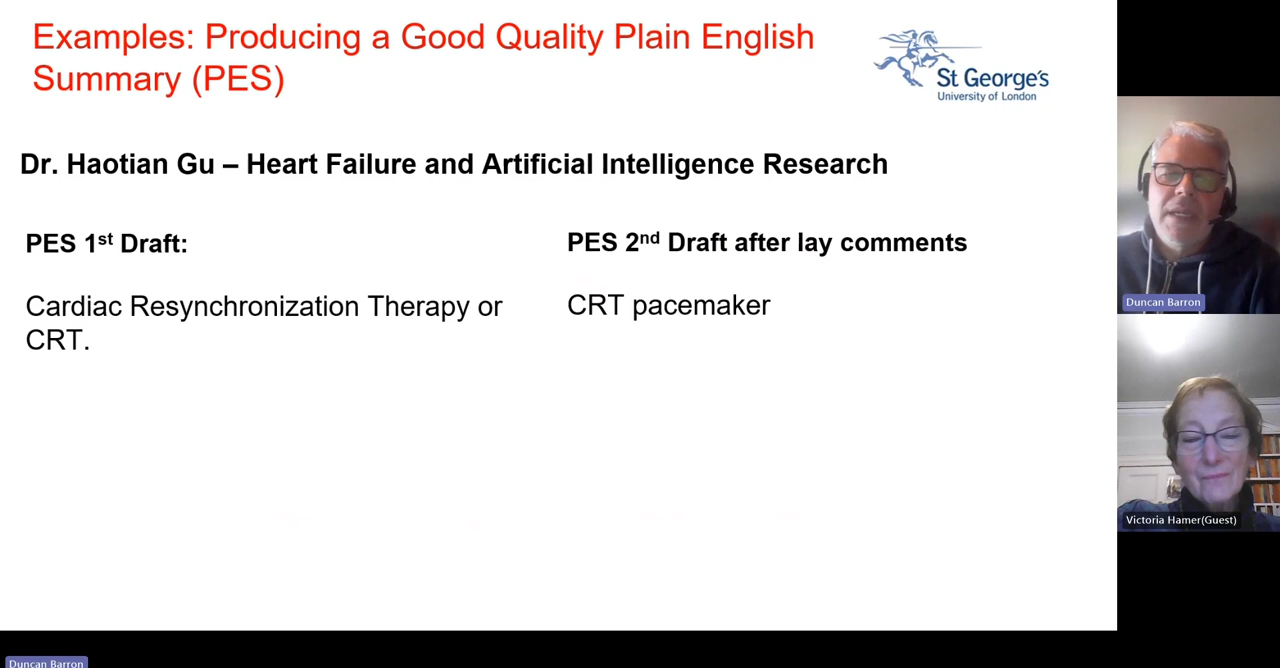 Examples: Producing a Good Quality Plain English
Summary (PES)
St George's
University of London
Dr. Haotian Gu – Heart Failure and Artificial Intelligence Research
PES 1st Draft:
PES 2nd Draft after lay comments
Cardiac Resynchronization Therapy or
CRT.
CRT pacemaker
Duncan Barron
Victoria Hamer(Guest)
Duncan Barron